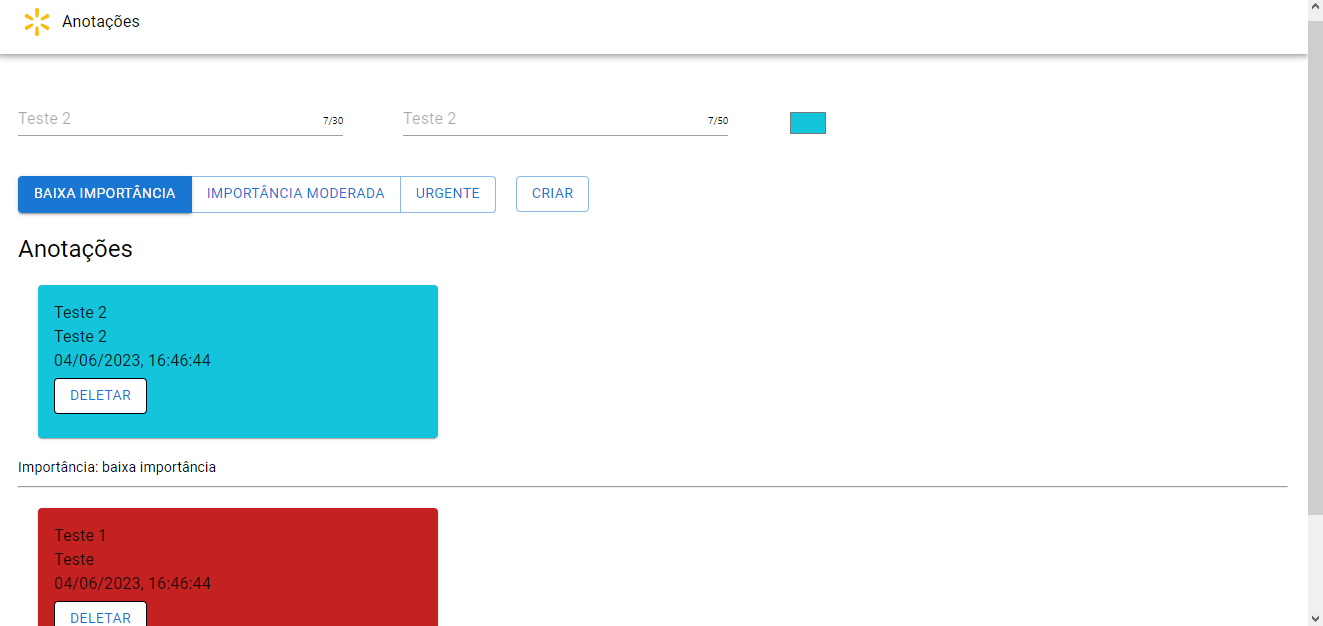 Anotações
Teste 2 7/30 Teste 2 7/50
BAIXA IMPORTÂNCIA IMPORTÂNCIA MODERADA URGENTE CRIAR
Anotações
Teste 2
Teste 2
04/06/2023, 16:46:44
DELETAR
Importância: baixa importância
Teste 1
Teste
04/06/2023, 16:46:44
DELETAR